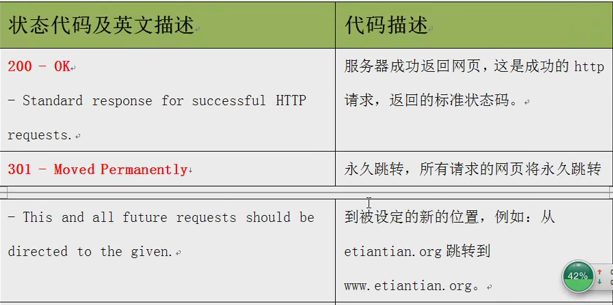 状态代码及英文描述
代码描述
200 - OK
- Standard response for successful HTTP
requests.
服务器成功返回网页，这是成功的 http
请求，返回的标准状态码。
301 - Moved Permanently
永久跳转，所有请求的网页将永久跳转
- This and all future requests should be
directed to the given.
到被设定的新的位置，例如：从
etiantian.org 跳转到
www.etiantian.org。
42%